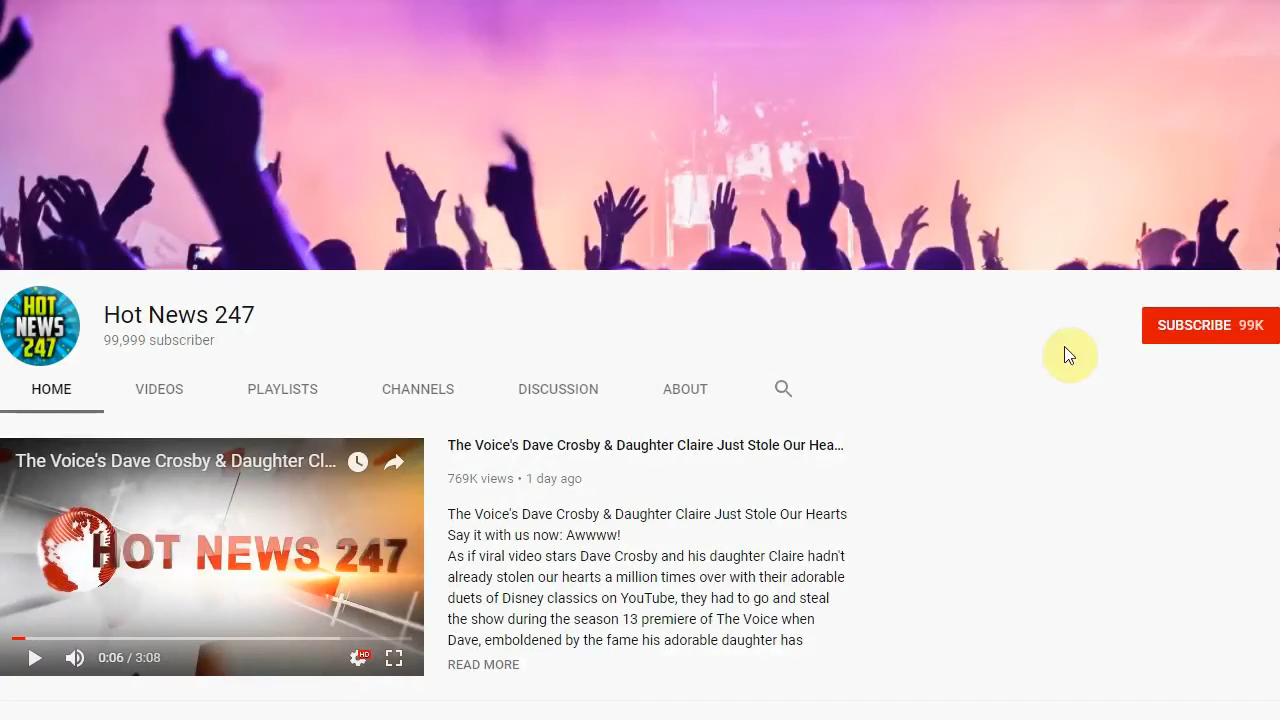 HOT
NEWS
247
Hot News 247
99,999 subscriber
SUBSCRIBE 99K
HOME VIDEOS PLAYLISTS CHANNELS DISCUSSION ABOUT
The Voice's Dave Crosby & Daughter Cl...
HOT NEWS 247
HD
0:06 / 3:08
The Voice's Dave Crosby & Daughter Claire Just Stole Our Hea...
769K views • 1 day ago
The Voice's Dave Crosby & Daughter Claire Just Stole Our Hearts
Say it with us now: Awwww!
As if viral video stars Dave Crosby and his daughter Claire hadn't
already stolen our hearts a million times over with their adorable
duets of Disney classics on YouTube, they had to go and steal
the show during the season 13 premiere of The Voice when
Dave, emboldened by the fame his adorable daughter has
READ MORE